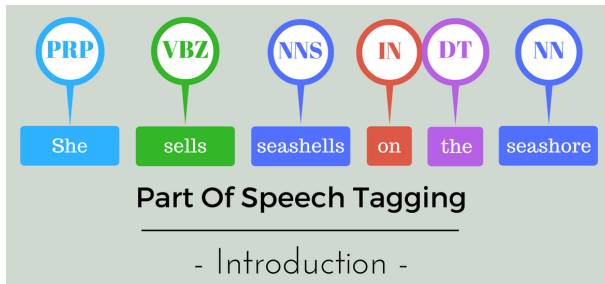 PRP VBZ NNS IN DT NN
She sells seashells on the seashore
Part Of Speech Tagging
- Introduction -